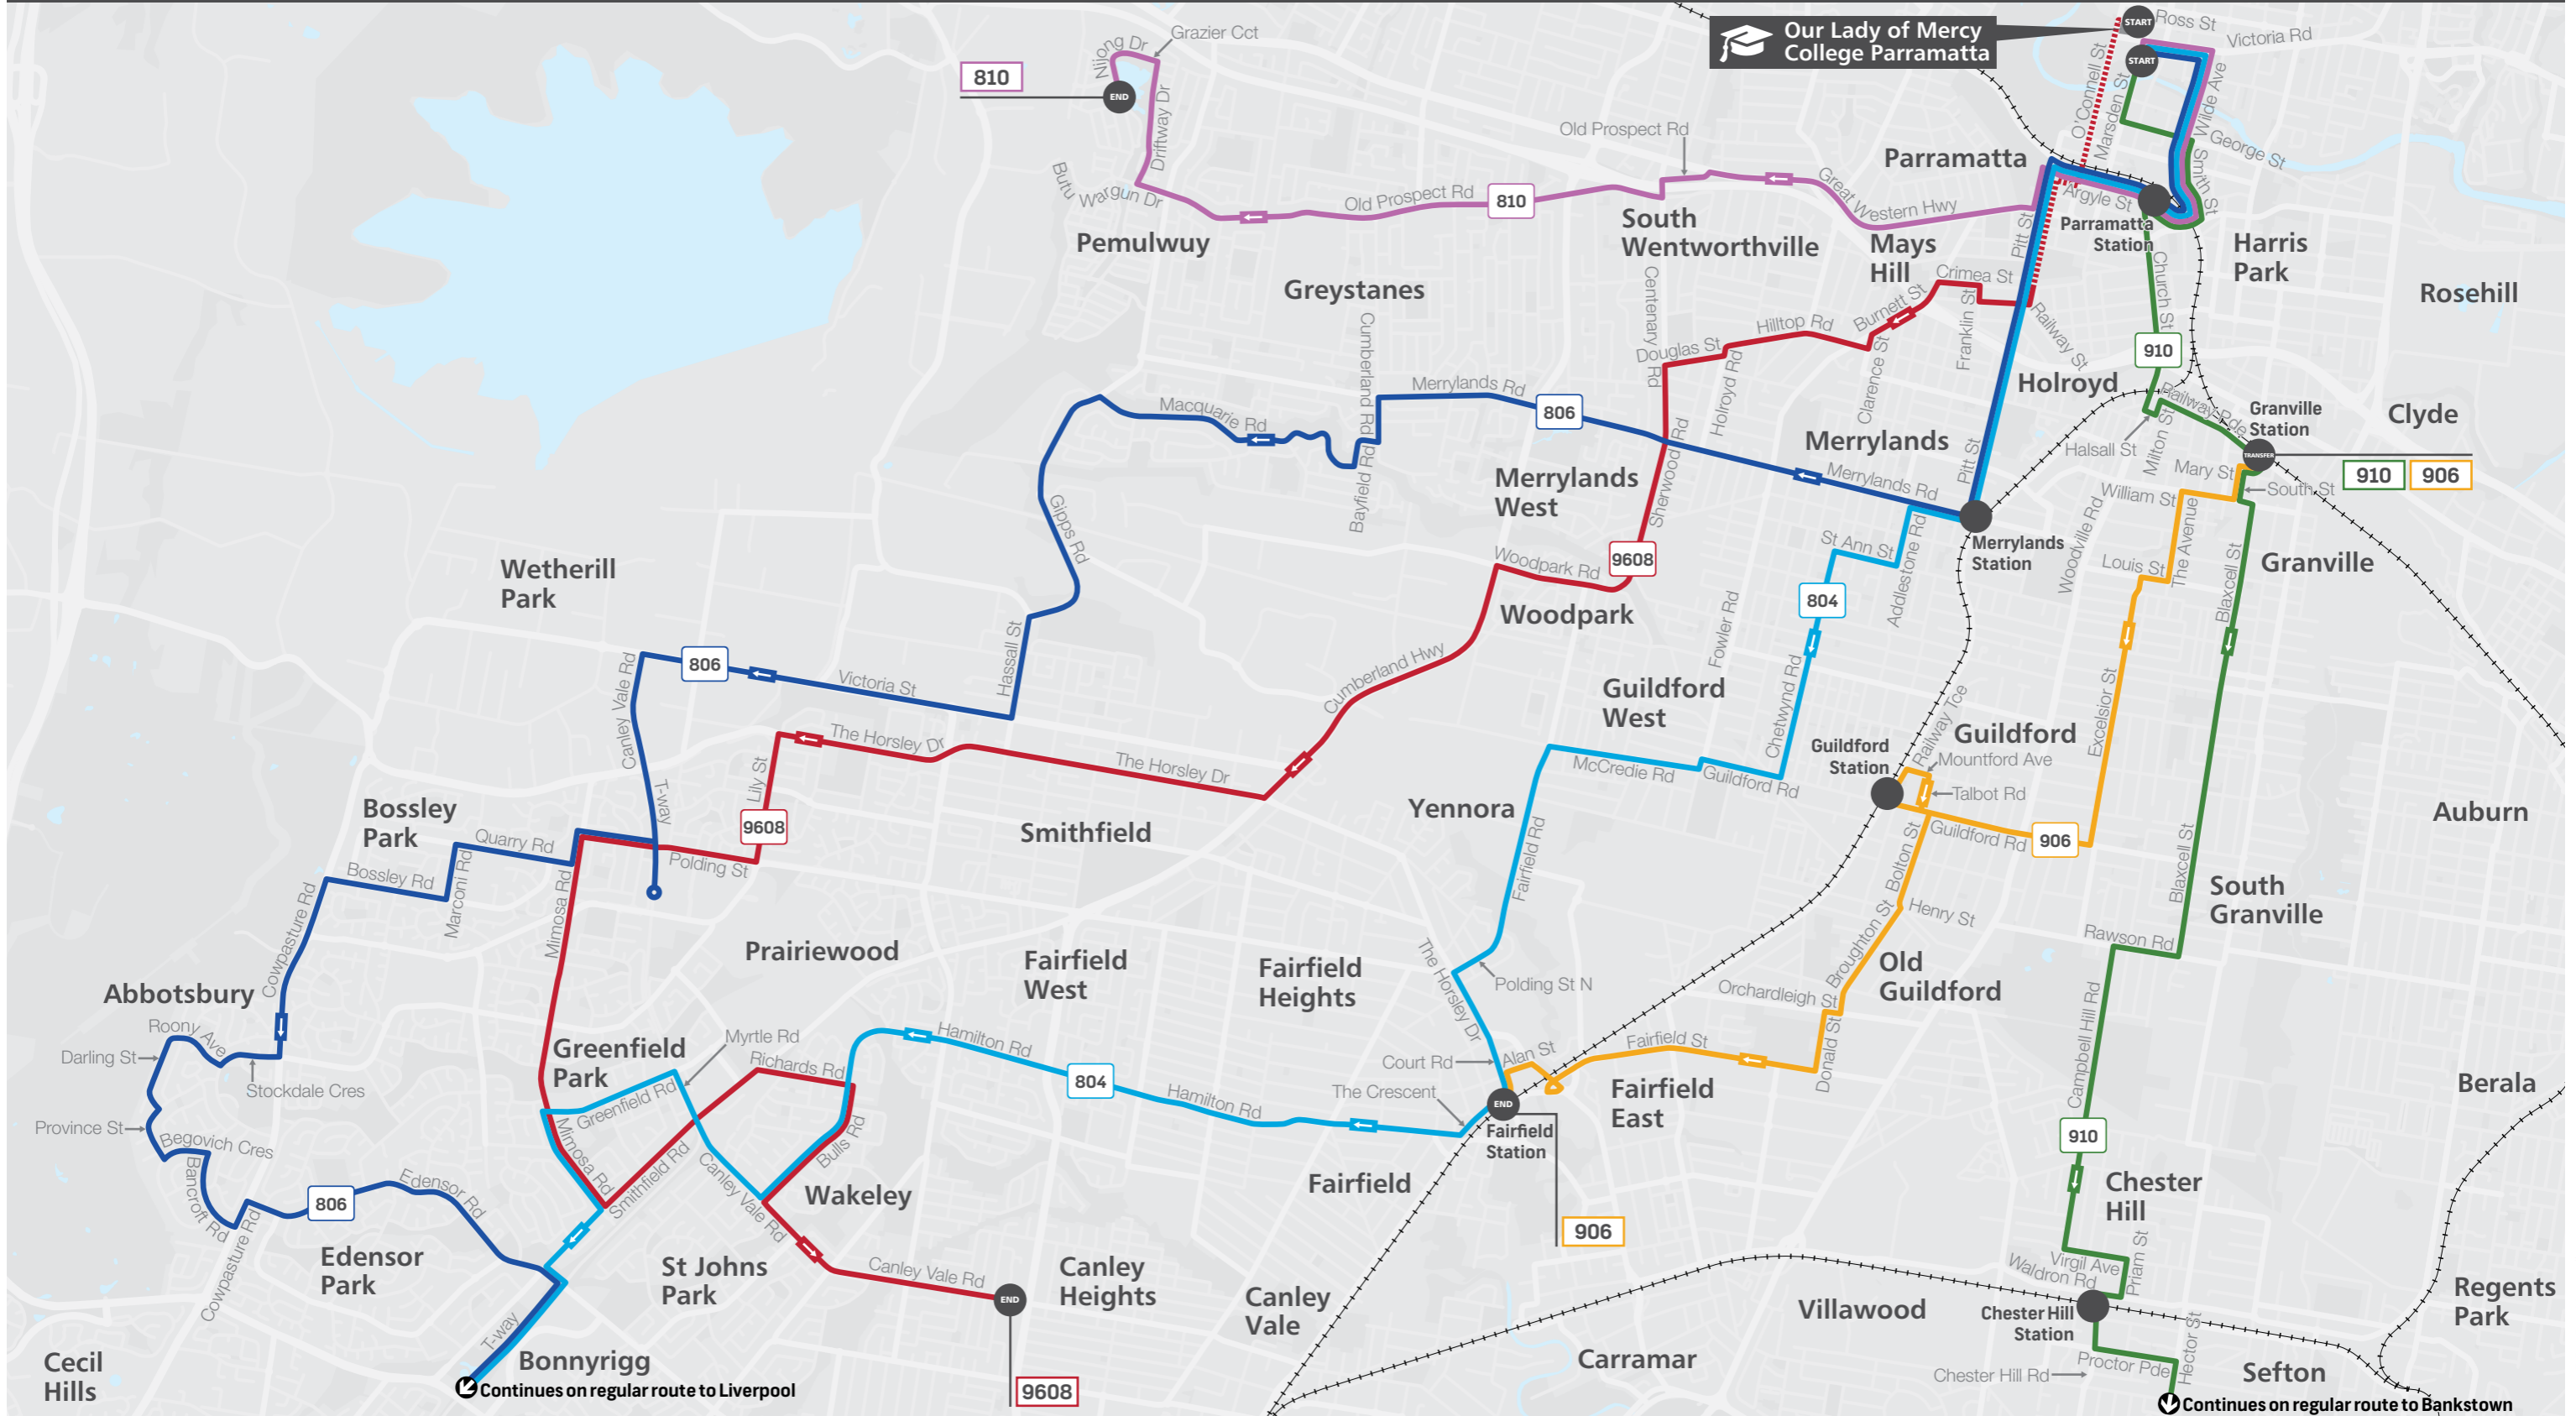 Our Lady of Mercy
College Parramatta
START
Ross St
START
Victoria Rd
O'Connell St
Marsden St
Wilde Ave
George St
Smith St
Nijong Dr
Grazier Cct
810
END
Driftway Dr
Butu
Wargun Dr
Pemulwuy
Old Prospect Rd
810
Old Prospect Rd
Great Western Hwy
South
Wentworthville
Mays
Hill
Parramatta
Argyle St
Pitt St
Parramatta
Station
Harris
Park
Rosehill
Church St
910
Greystanes
Crimea St
Burnett St
Franklin St
Railway St
Hilltop Rd
Douglas St
Centenary Rd
Holroyd Rd
Clarence St
Holroyd
Cumberland Rd
Merrylands Rd
806
Macquarie Rd
Bayfield Rd
Gipps Rd
Merrylands
West
Sherwood Rd
Merrylands
Merrylands Rd
Pitt St
Railway Pde
Halsall St
Milton St
Granville
Station
Clyde
TRANSFER
910
906
Mary St
South St
William St
The Avenue
Woodville Rd
Louis St
Blaxcell St
Granville
Merrylands
Station
St Ann St
Addlestone Rd
804
Fowler Rd
Chetwynd Rd
Woodpark Rd
9608
Woodpark
Cumberland Hwy
Wetherill
Park
Hassall St
806
Victoria St
Canley Vale Rd
T-way
The Horsley Dr
The Horsley Dr
Lily St
9608
Polding St
Smithfield
Guildford
West
McCredie Rd
Guildford Rd
Yennora
Fairfield Rd
Guildford
Guildford
Station
Railway Tce
Mountford Ave
Talbot Rd
Guildford Rd
906
Excelsior St
Bolton St
Henry St
Broughton St
Old
Guildford
Orchardleigh St
Donald St
Blaxcell St
South
Granville
Auburn
Rawson Rd
Campbell Hill Rd
Bossley
Park
Quarry Rd
Bossley Rd
Marconi Rd
Mimosa Rd
Cowpasture Rd
Abbotsbury
Roony Ave
Darling St
Stockdale Cres
Province St
Begovich Cres
Bancroft Rd
Cowpasture Rd
806
Edensor Rd
Edensor
Park
Prairiewood
Fairfield
West
Fairfield
Heights
The Horsley Dr
Polding St N
Greenfield
Park
Myrtle Rd
Richards Rd
Greenfield Rd
Mimosa Rd
Smithfield Rd
Canley Vale Rd
Bulls Rd
Wakeley
Hamilton Rd
804
Hamilton Rd
Court Rd
Alan St
The Crescent
Fairfield St
END
Fairfield
Station
Fairfield
East
906
Fairfield
Berala
910
Chester
Hill
Virgil Ave
Waldron Rd
Priam St
Villawood
Chester Hill
Station
Regents
Park
St Johns
Park
Canley Vale Rd
END
Canley
Heights
Canley
Vale
9608
T-way
Bonnyrigg
Continues on regular route to Liverpool
Cecil
Hills
Carramar
Chester Hill Rd
Proctor Pde
Hector St
Sefton
Continues on regular route to Bankstown